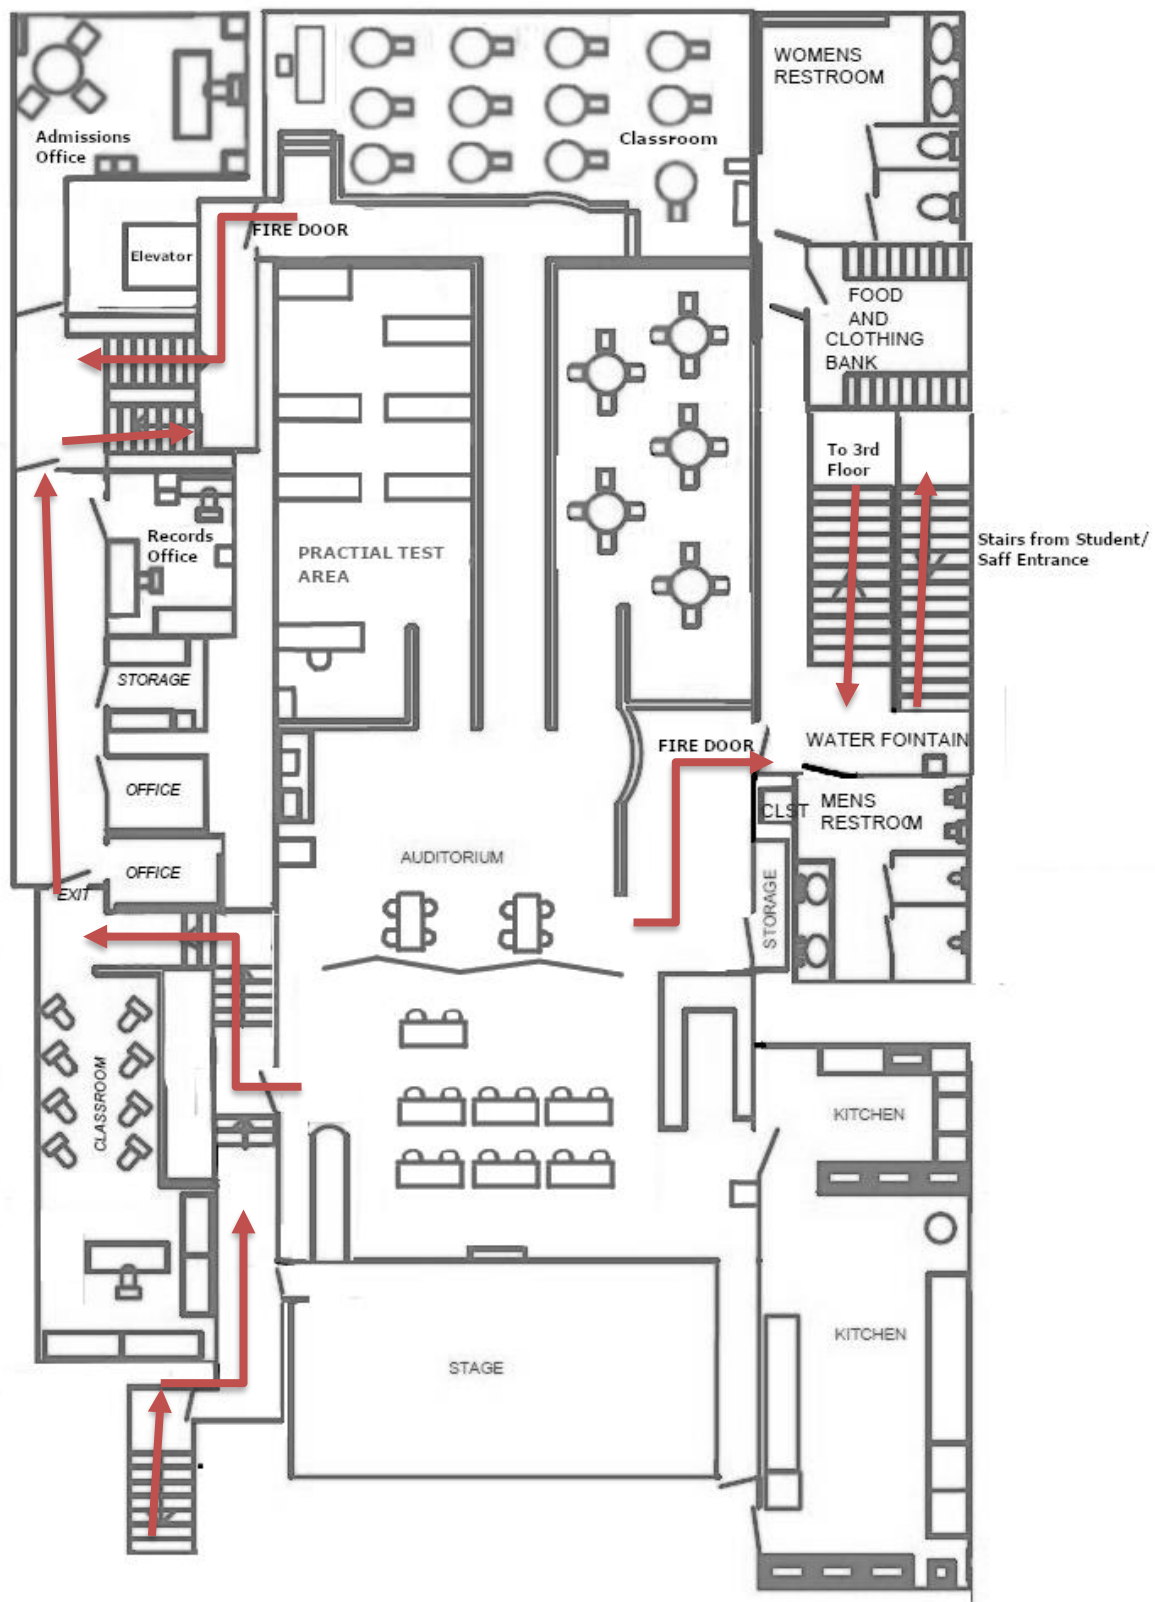 WOMENS
RESTROOM
Admissions
Office
Classroom
FIRE DOOR
Elevator
FOOD
AND
CLOTHING
BANK
To 3rd
Floor
Records
Office
PRACTIAL TEST
AREA
Stairs from Student/
Saff Entrance
STORAGE
FIRE DOOR
WATER FOUNTAIN
OFFICE
CLST
MENS
RESTROOM
AUDITORIUM
OFFICE
EXIT
STORAGE
CLASSROOM
KITCHEN
STAGE
KITCHEN